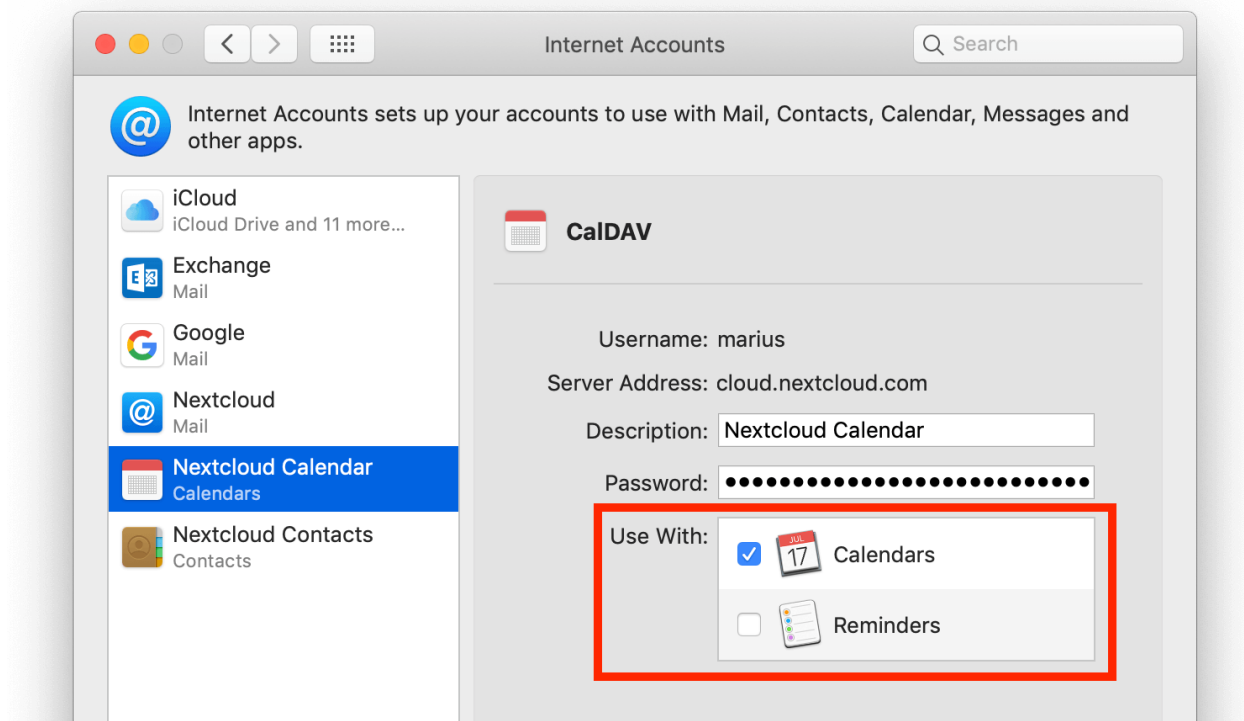 Internet Accounts
Search
Internet Accounts sets up your accounts to use with Mail, Contacts, Calendar, Messages and
other apps.
iCloud
iCloud Drive and 11 more...
Exchange
Mail
Google
Mail
Nextcloud
Mail
Nextcloud Calendar
Calendars
Nextcloud Contacts
Contacts
CalDAV
Username: marius
Server Address: cloud.nextcloud.com
Description: Nextcloud Calendar
Password: ●●●●●●●●●●●●●●●●●●●●●●●●●●●
Use With:
JUL
17
Calendars
Reminders